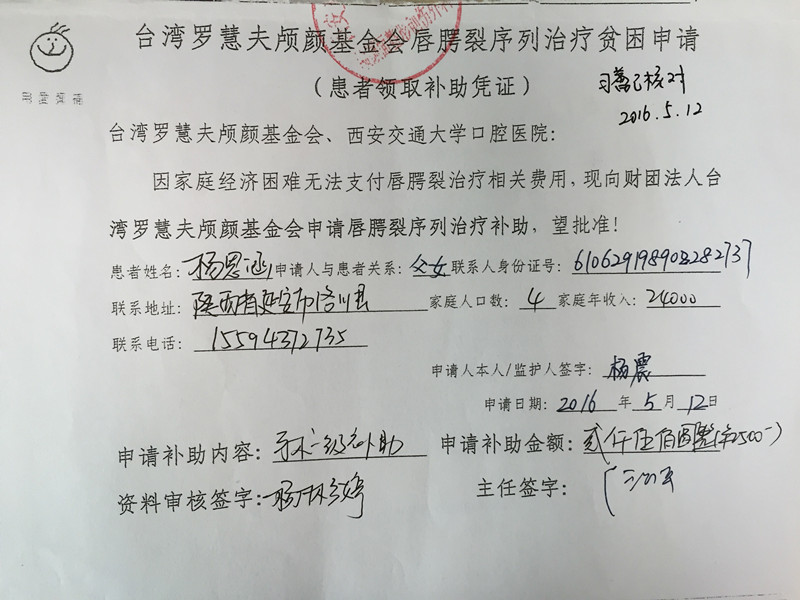 台湾罗慧夫颅颜基金会唇腭裂序列治疗贫困申请
(患者领取补助凭证)
已核对
2016.5.12
台湾罗慧夫颅颜基金会、西安交通大学口腔医院:
因家庭经济困难无法支付唇腭裂治疗相关费用,现向财团法人台
湾罗慧夫颅颜基金会申请唇腭裂序列治疗补助,望批准!
患者姓名:杨恩涵 申请人与患者关系:父女 联系人身份证号:610629198908282737
联系地址:陕西省延安市洛川县 家庭人口数:4 家庭年收入:24000
联系电话:15594372735
申请人本人/监护人签字:杨震
申请日期:2016年5月12日
申请补助内容:手术一级补助 申请补助金额:贰仟伍佰圆整(2500-)
资料审核签字: 主任签字: